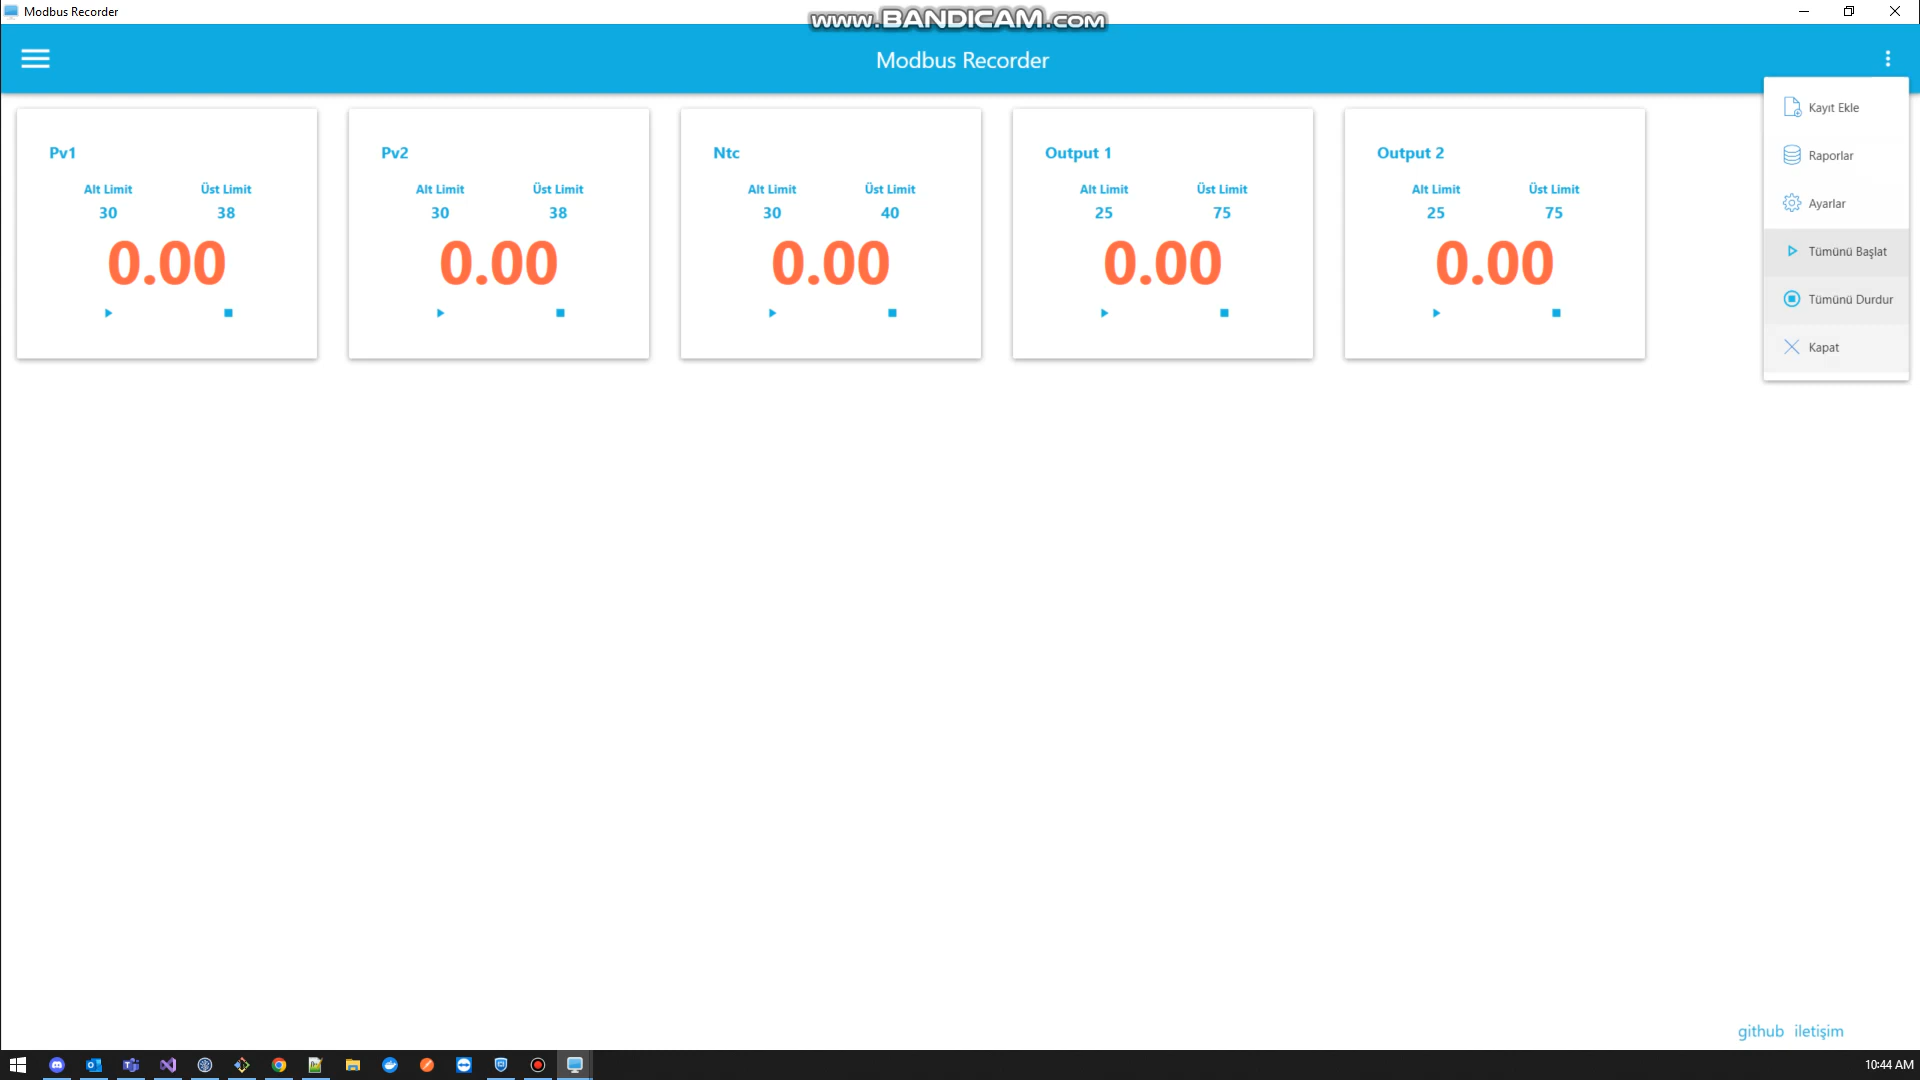 Modbus Recorder
www.BANDICAM.com
Modbus Recorder
Pv1
Alt Limit Üst Limit
30 38
0.00
Pv2
Alt Limit Üst Limit
30 38
0.00
Ntc
Alt Limit Üst Limit
30 40
0.00
Output 1
Alt Limit Üst Limit
25 75
0.00
Output 2
Alt Limit Üst Limit
25 75
0.00
Kayıt Ekle
Raporlar
Ayarlar
Tümünü Başlat
Tümünü Durdur
Kapat
github iletişim
10:44 AM